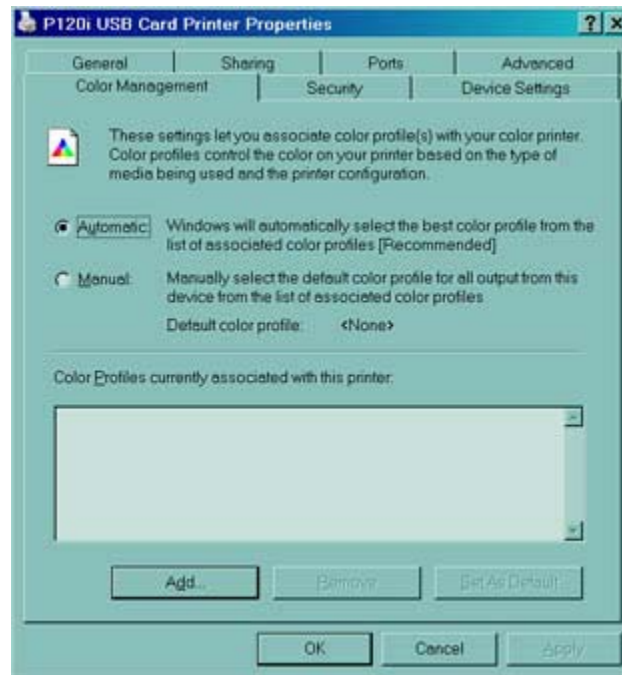 P120i USB Card Printer Properties
General Sharing Ports Advanced
Color Management Security Device Settings
These settings let you associate color profile(s) with your color printer.
Color profiles control the color on your printer based on the type of
media being used and the printer configuration.
Automatic: Windows will automatically select the best color profile from the
list of associated color profiles [Recommended]
Manual: Manually select the default color profile for all output from this
device from the list of associated color profiles
Default color profile: <None>
Color Profiles currently associated with this printer:
Add... Remove Set As Default...
OK Cancel Apply